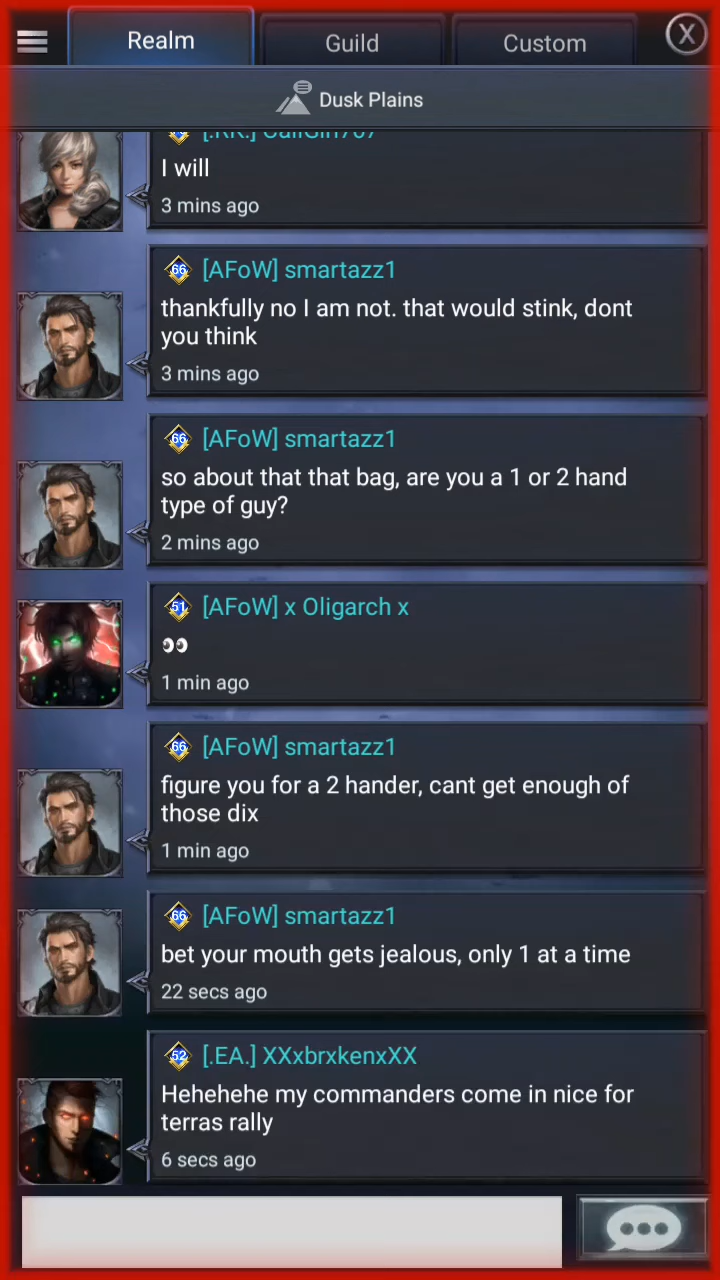 Realm
Guild
Custom
X
Dusk Plains
I will
3 mins ago
66 [AFoW] smartazz1
thankfully no I am not. that would stink, dont
you think
3 mins ago
66 [AFoW] smartazz1
so about that that bag, are you a 1 or 2 hand
type of guy?
2 mins ago
51 [AFoW] x Oligarch x
👀
1 min ago
66 [AFoW] smartazz1
figure you for a 2 hander, cant get enough of
those dix
1 min ago
66 [AFoW] smartazz1
bet your mouth gets jealous, only 1 at a time
22 secs ago
52 [.EA.] XXxbrxkenxXX
Hehehehe my commanders come in nice for
terras rally
6 secs ago